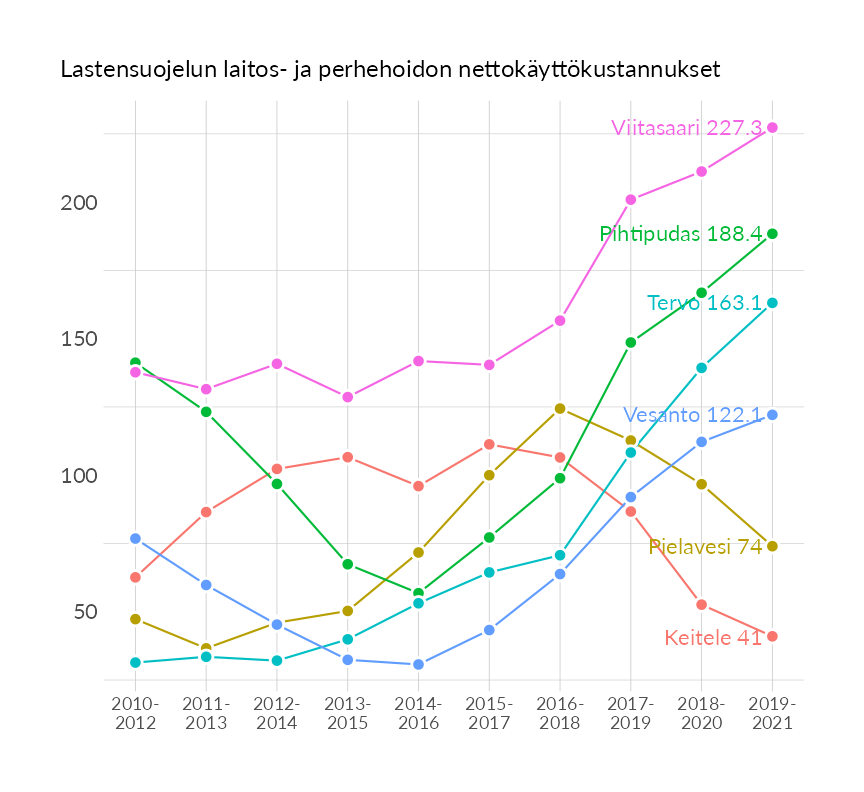 Lastensuojelun laitos- ja perhehoidon nettokäyttökustannukset
Viitasaari 227.3
200
Pihtipudas 188.4
Tervo 163.1
150
Vesanto 122.1
100
Pielavesi 74
50
Keitele 41
2010- 2011- 2012- 2013- 2014- 2015- 2016- 2017- 2018- 2019-
2012 2013 2014 2015 2016 2017 2018 2019 2020 2021